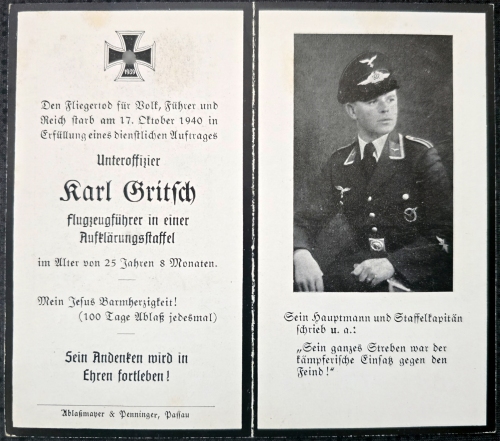 Den Fliegertod für Volk, Führer und
Reich starb am 17. Oktober 1940 in
Erfüllung eines dienstlichen Auftrages
Unteroffizier
Karl Gritsch
Flugzeugführer in einer
Aufklärungsstaffel
im Alter von 25 Jahren 8 Monaten.
Mein Jesus Barmherzigkeit!
(100 Tage Ablaß jedesmal)
Sein Andenken wird in
Ehren fortleben!
Ablaßmayer & Penninger, Passau
Sein Hauptmann und Staffelkapitän
schrieb u. a.:
„Sein ganzes Streben war der
kämpferische Einsatz gegen den
Feind!“